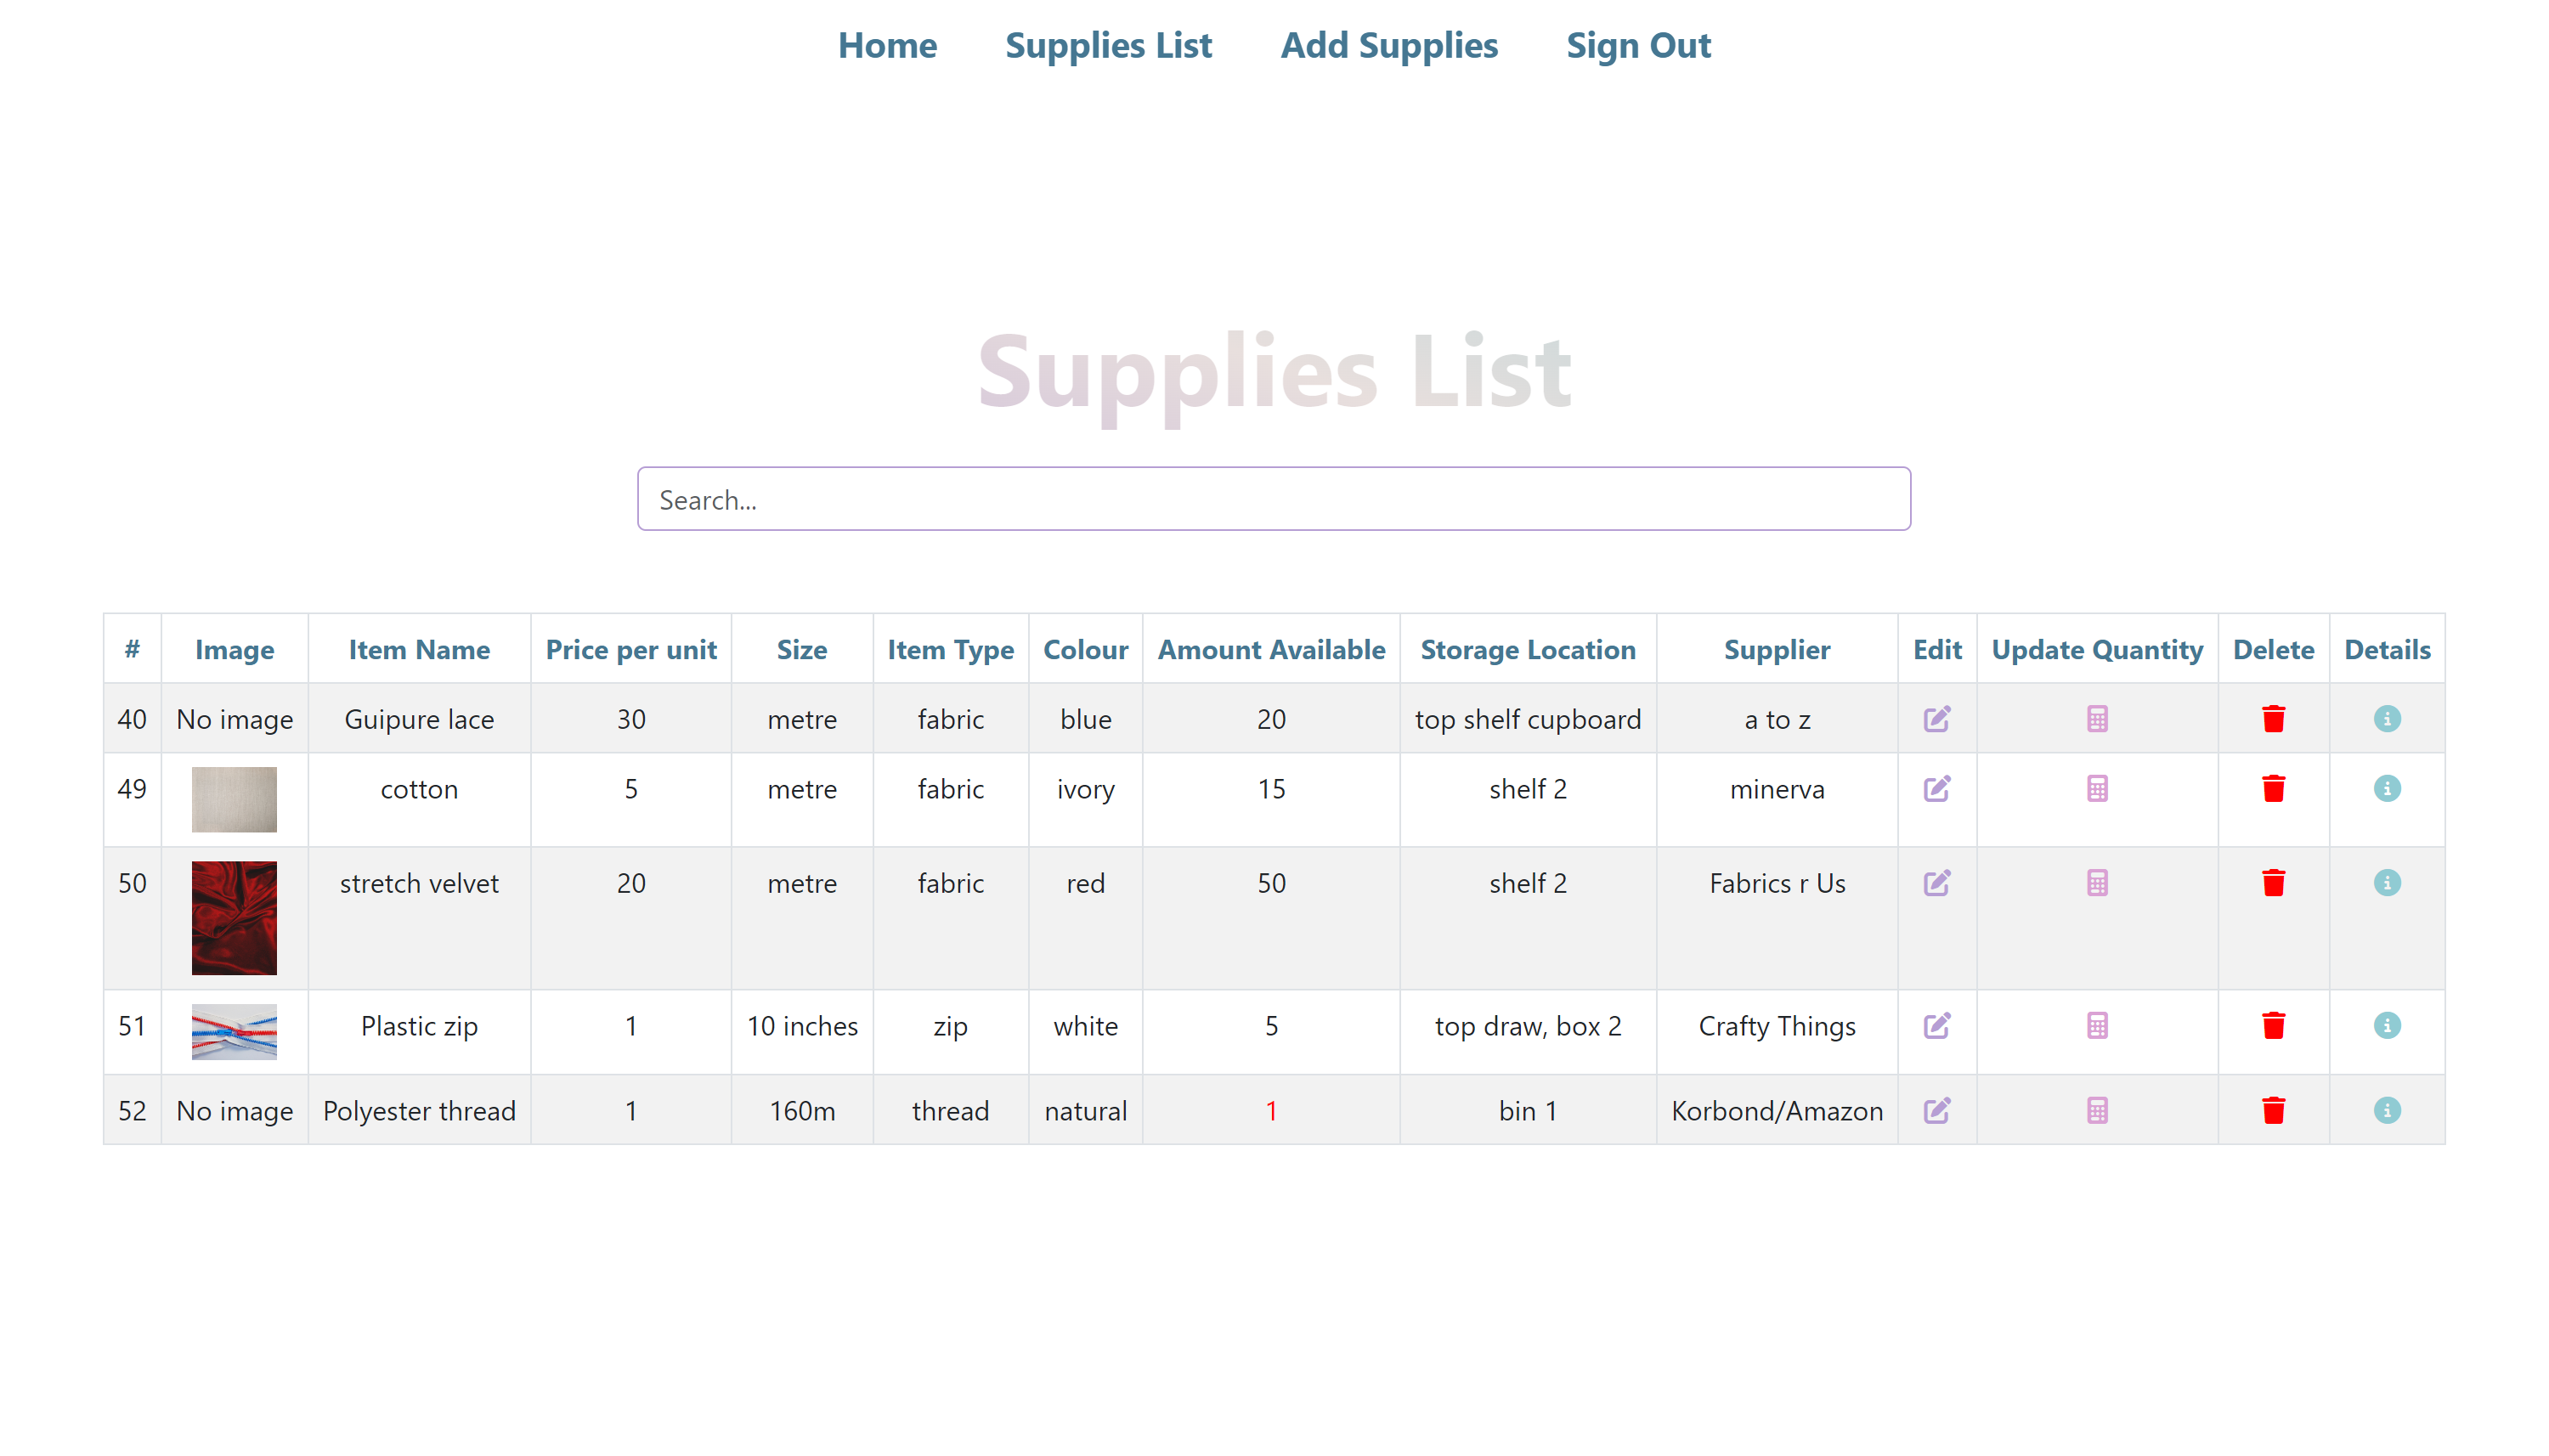 Home Supplies List Add Supplies Sign Out
Supplies List
Search...
# Image Item Name Price per unit Size Item Type Colour Amount Available Storage Location Supplier Edit Update Quantity Delete Details
40 No image Guipure lace 30 metre fabric blue 20 top shelf cupboard a to z
49 cotton 5 metre fabric ivory 15 shelf 2 minerva
50 stretch velvet 20 metre fabric red 50 shelf 2 Fabrics r Us
51 Plastic zip 1 10 inches zip white 5 top draw, box 2 Crafty Things
52 No image Polyester thread 1 160m thread natural 1 bin 1 Korbond/Amazon